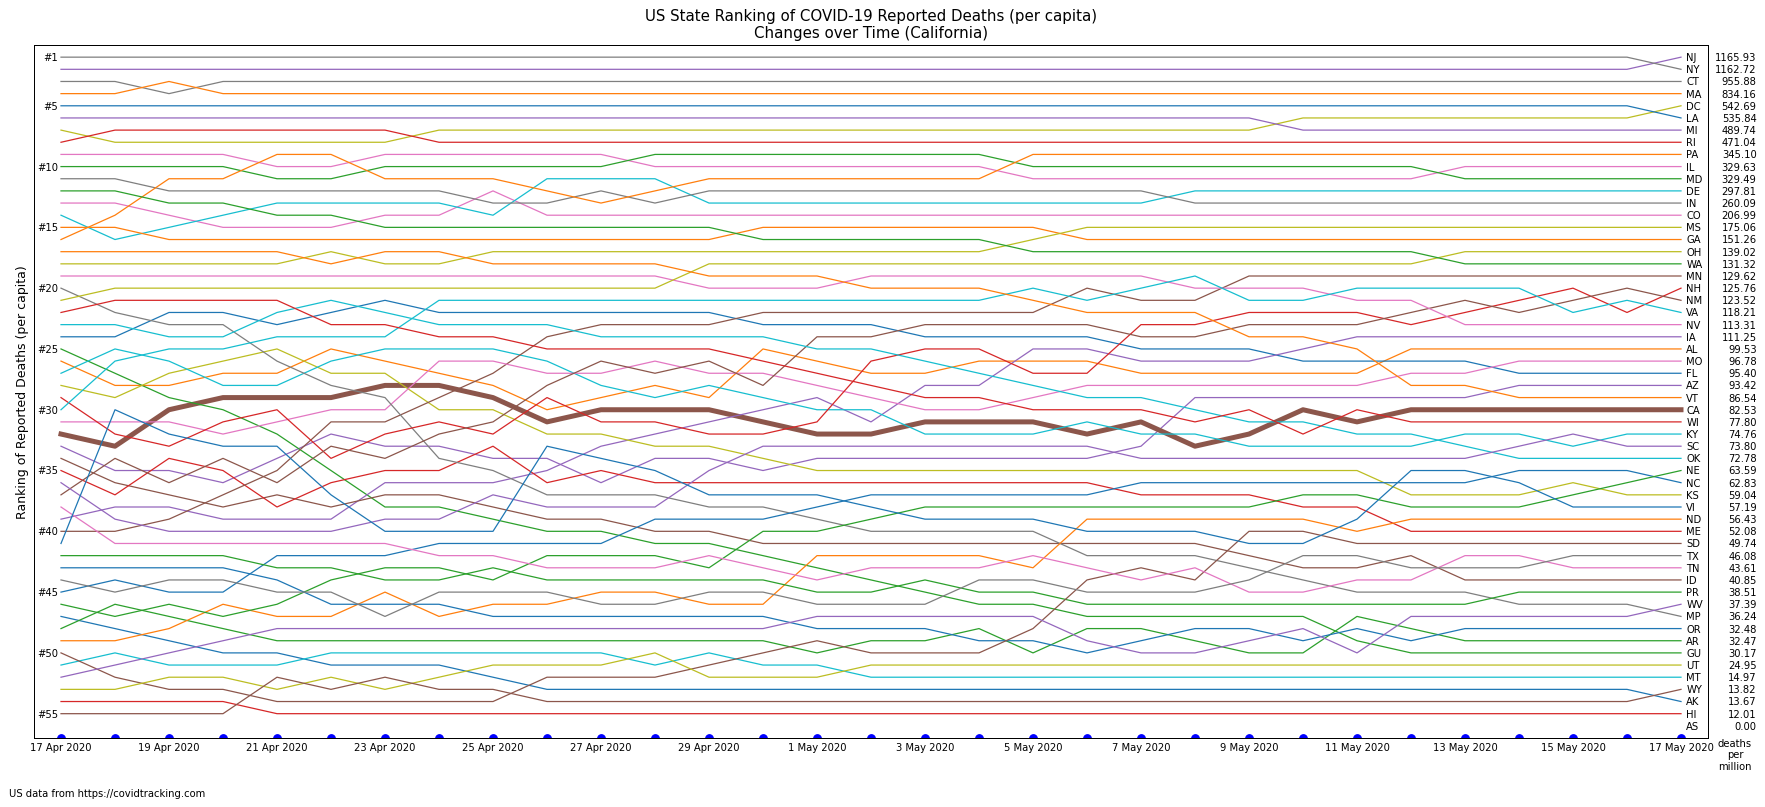 US State Ranking of COVID-19 Reported Deaths (per capita)
Changes over Time (California)
Ranking of Reported Deaths (per capita)
#1
#5
#10
#15
#20
#25
#30
#35
#40
#45
#50
#55
NJ 1165.93
NY 1162.72
CT 955.88
MA 834.16
DC 542.69
LA 535.84
MI 489.74
RI 471.04
PA 345.10
IL 329.63
MD 329.49
DE 297.81
IN 260.09
CO 206.99
MS 175.06
GA 151.26
OH 139.02
WA 131.32
MN 129.62
NH 125.76
NM 123.52
VA 118.21
NV 113.31
IA 111.25
AL 99.53
MO 96.78
FL 95.40
AZ 93.42
VT 86.54
CA 82.53
WI 77.80
KY 74.76
SC 73.80
OK 72.78
NE 63.59
NC 62.83
KS 59.04
VI 57.19
ND 56.43
ME 52.08
SD 49.74
TX 46.08
TN 43.61
ID 40.85
PR 38.51
WV 37.39
MP 36.24
OR 32.48
AR 32.47
GU 30.17
UT 24.95
MT 14.97
WY 13.82
AK 13.67
HI 12.01
AS 0.00
17 Apr 2020 19 Apr 2020 21 Apr 2020 23 Apr 2020 25 Apr 2020 27 Apr 2020 29 Apr 2020 1 May 2020 3 May 2020 5 May 2020 7 May 2020 9 May 2020 11 May 2020 13 May 2020 15 May 2020 17 May 2020
deaths
per
million
US data from https://covidtracking.com